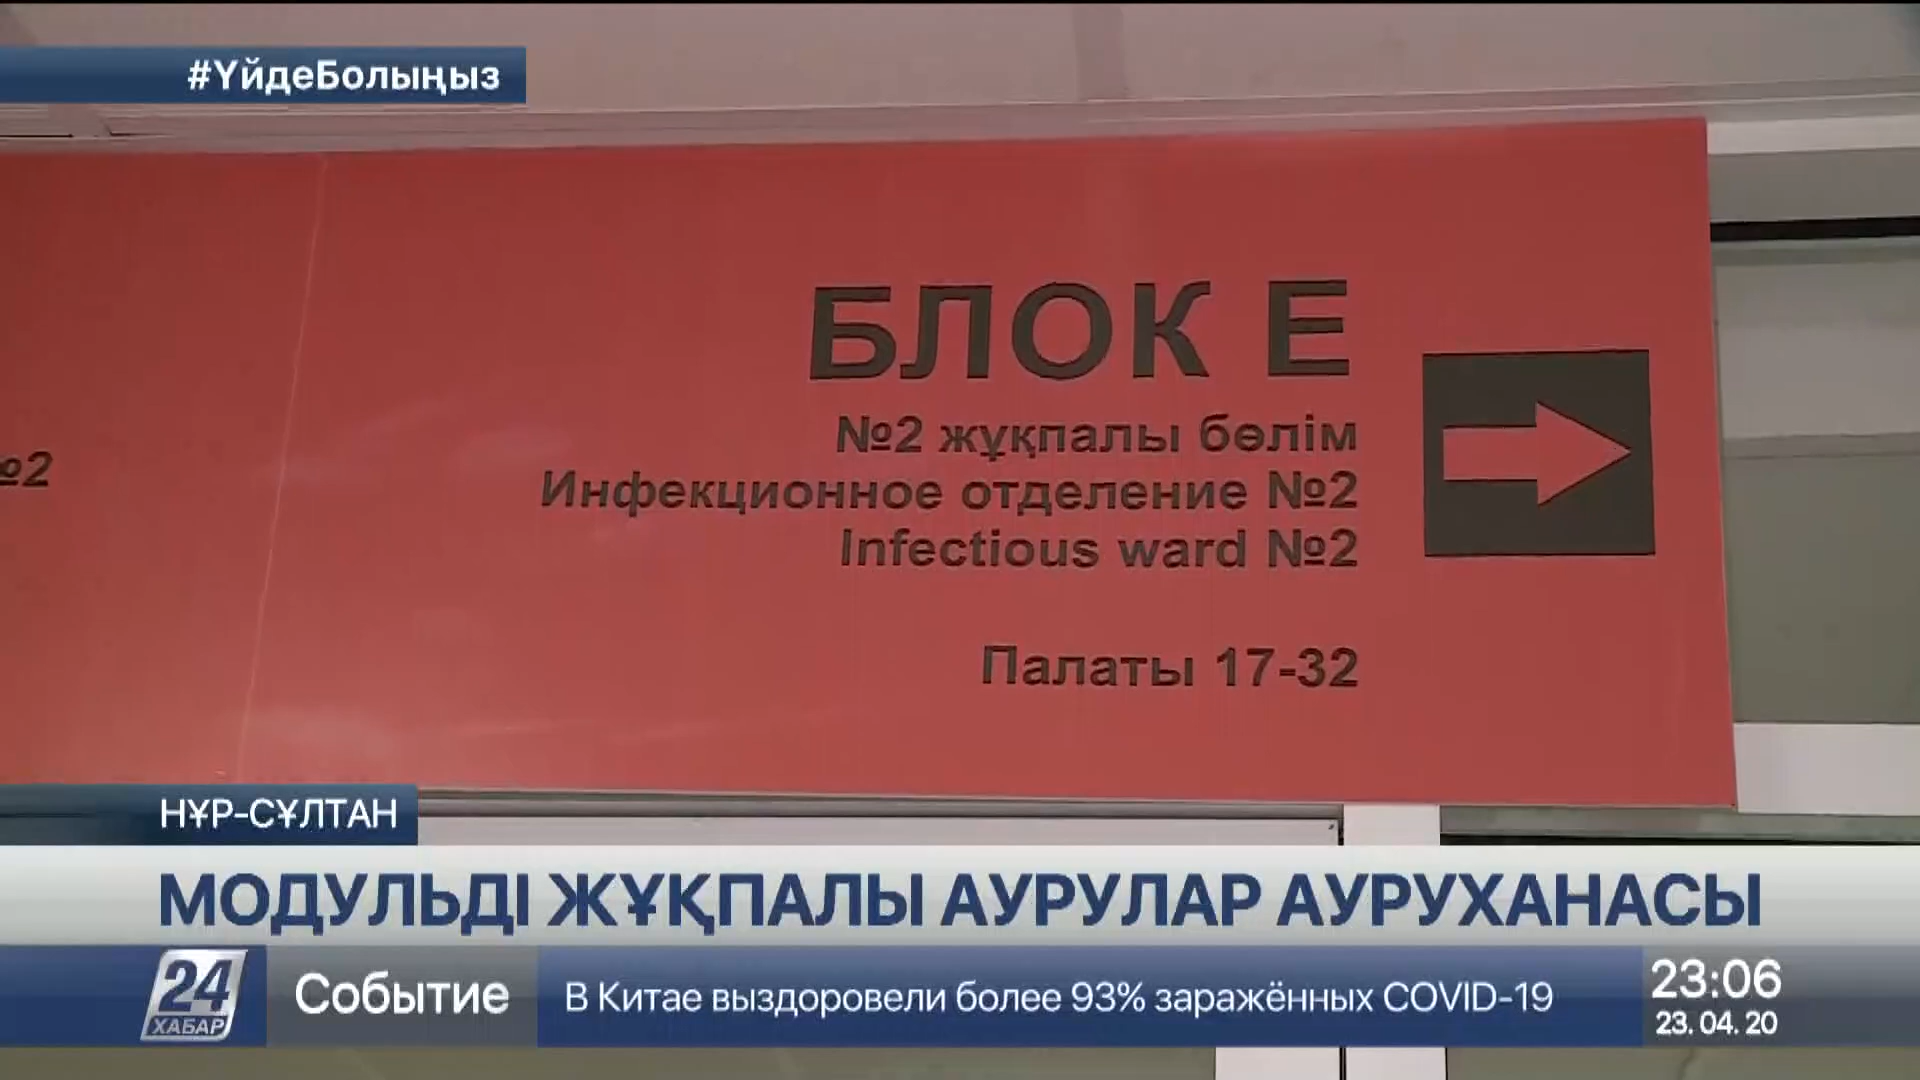 #ҮйдеБолыңыз
БЛОК Е
№2 жұқпалы бөлім
Инфекционное отделение №2
Infectious ward №2
Палаты 17-32
№2
НҰР-СҰЛТАН
МОДУЛЬДІ ЖҰҚПАЛЫ АУРУЛАР АУРУХАНАСЫ
24
ХАБАР
Событие
В Китае выздоровели более 93% заражённых COVID-19
23:06
23. 04. 20